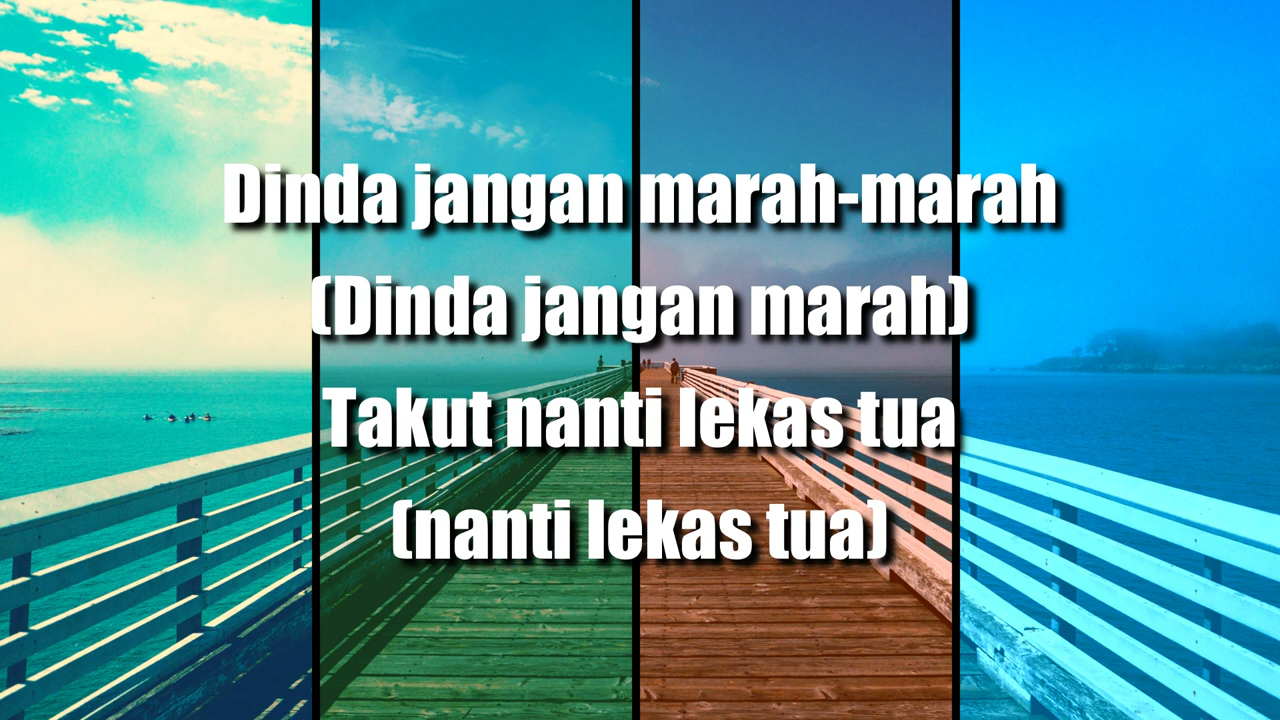 Dinda jangan marah-marah
(Dinda jangan marah)
Takut nanti lekas tua
(nanti lekas tua)